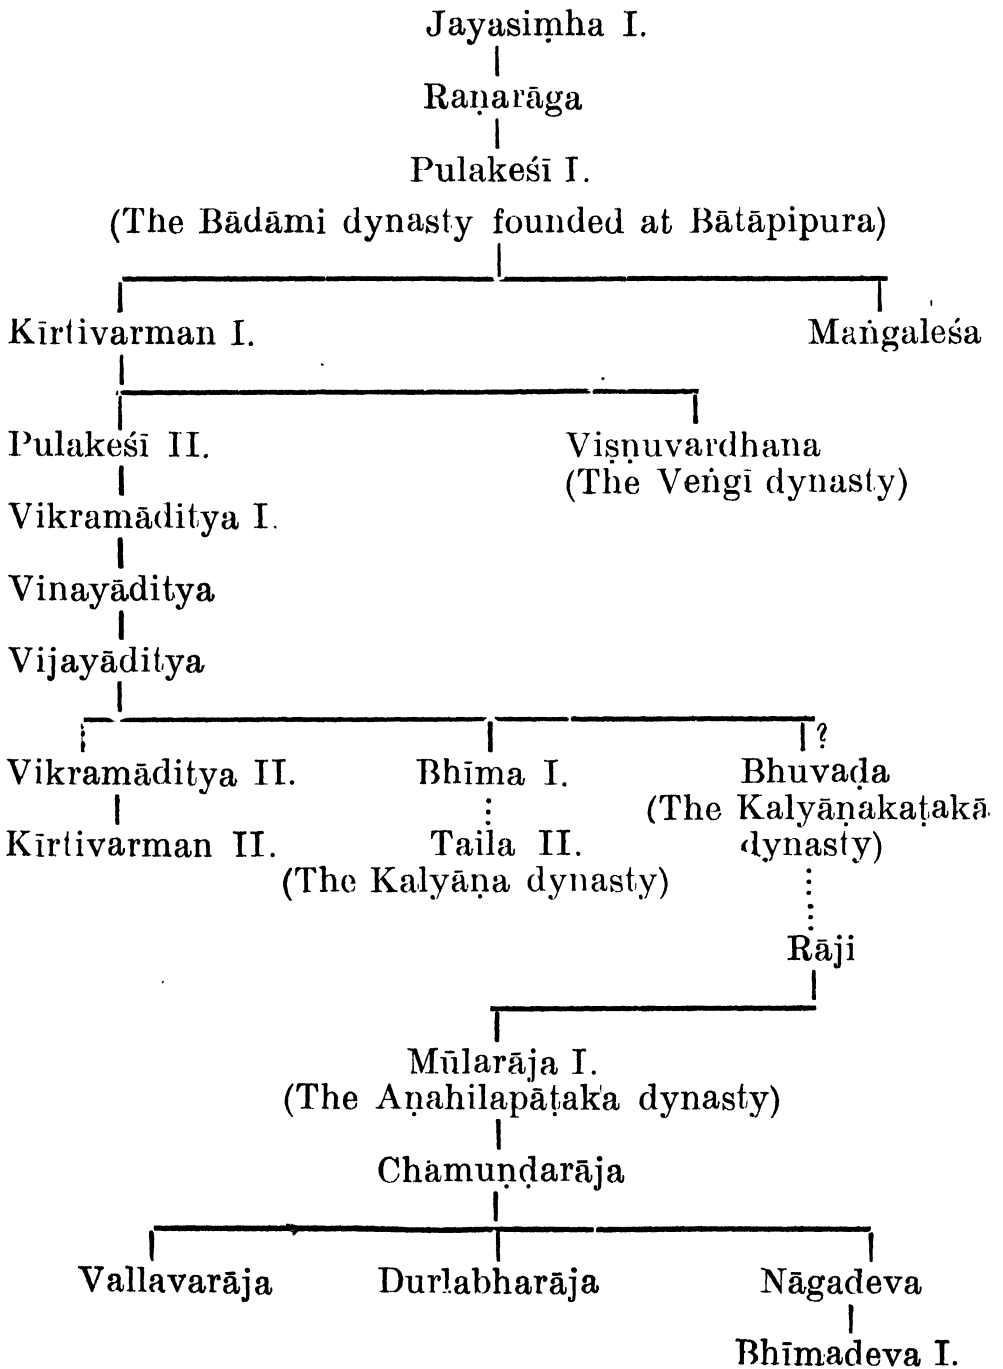 Jayasiṃha I.
Raṇarāga
Pulakeśī I.
(The Bādāmi dynasty founded at Bātāpipura)
Kīrtivarman I. Maṅgaleśa
Pulakeśī II. Viṣṇuvardhana
(The Veṅgī dynasty)
Vikramāditya I.
Vinayāditya
Vijayāditya
?
Vikramāditya II. Bhīma I. Bhuvaḍa
(The Kalyāṇakaṭakā
Kīrtivarman II. Taila II. dynasty)
(The Kalyāṇa dynasty)
Rāji
Mūlarāja I.
(The Aṇahilapāṭaka dynasty)
Chamuṇḍarāja
Vallavarāja Durlabharāja Nāgadeva
Bhīmadeva I.